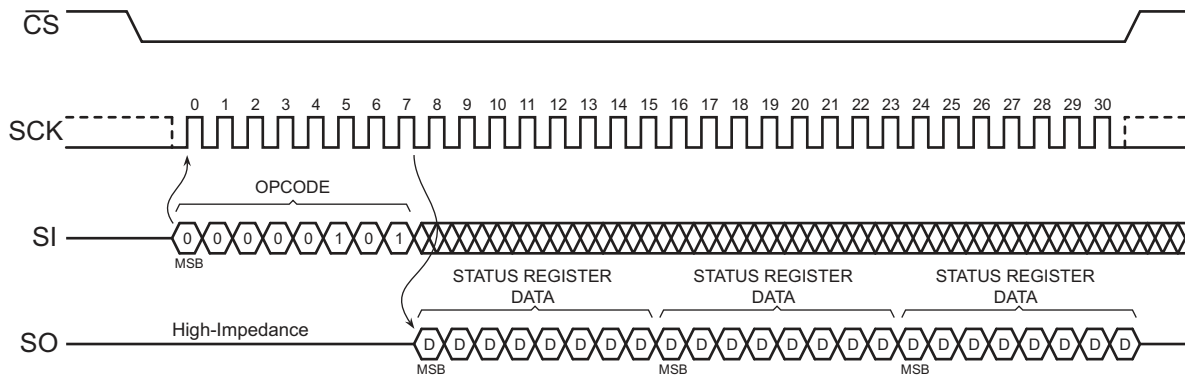 CS
0 1 2 3 4 5 6 7 8 9 10 11 12 13 14 15 16 17 18 19 20 21 22 23 24 25 26 27 28 29 30
SCK
OPCODE
SI 0 0 0 0 0 1 0 1
MSB
STATUS REGISTER DATA
STATUS REGISTER DATA
STATUS REGISTER DATA
High-Impedance
SO D D D D D D D D D D D D D D D D D D D D D D D D
MSB MSB MSB